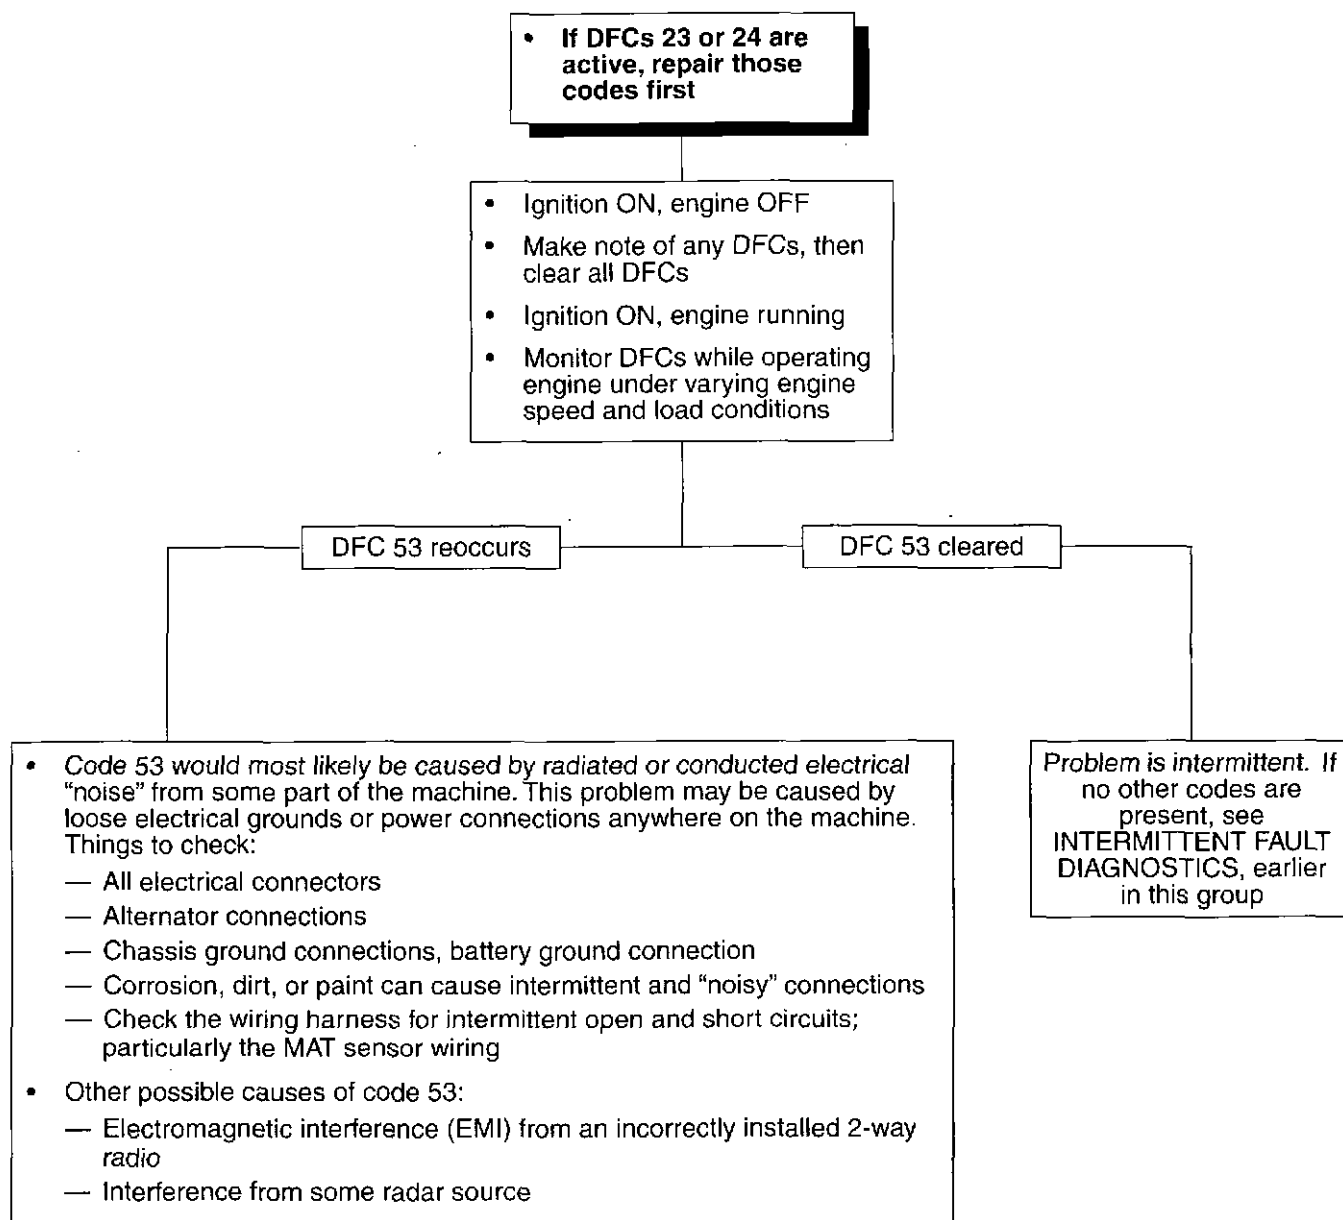 • If DFCs 23 or 24 are
active, repair those
codes first
• Ignition ON, engine OFF
• Make note of any DFCs, then
clear all DFCs
• Ignition ON, engine running
• Monitor DFCs while operating
engine under varying engine
speed and load conditions
DFC 53 reoccurs
DFC 53 cleared
• Code 53 would most likely be caused by radiated or conducted electrical
“noise” from some part of the machine. This problem may be caused by
loose electrical grounds or power connections anywhere on the machine.
Things to check:
— All electrical connectors
— Alternator connections
— Chassis ground connections, battery ground connection
— Corrosion, dirt, or paint can cause intermittent and “noisy” connections
— Check the wiring harness for intermittent open and short circuits;
particularly the MAT sensor wiring
• Other possible causes of code 53:
— Electromagnetic interference (EMI) from an incorrectly installed 2-way
radio
— Interference from some radar source
Problem is intermittent. If
no other codes are
present, see
INTERMITTENT FAULT
DIAGNOSTICS, earlier
in this group